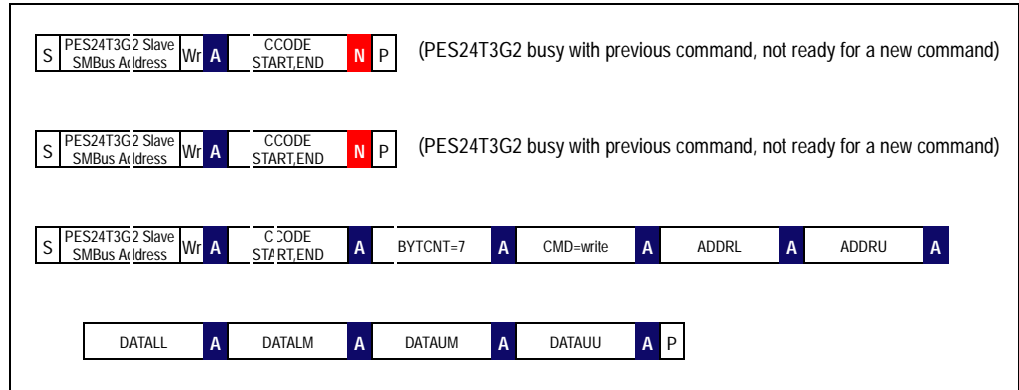 S PES24T3G2 Slave SMBus Address Wr A CCODE START,END N P (PES24T3G2 busy with previous command, not ready for a new command)
S PES24T3G2 Slave SMBus Address Wr A CCODE START,END N P (PES24T3G2 busy with previous command, not ready for a new command)
S PES24T3G2 Slave SMBus Address Wr A CCODE START,END A BYTCNT=7 A CMD=write A ADDRL A ADDRU A
DATALL A DATALM A DATAUM A DATAUU A P